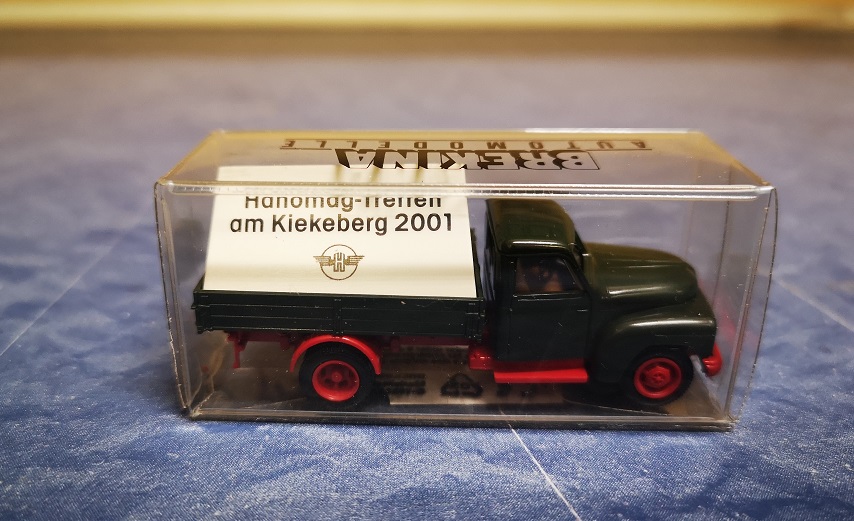 AUTOMODELLE
BREKINA
Hanomag-Treffen
am Kiekeberg 2001
H